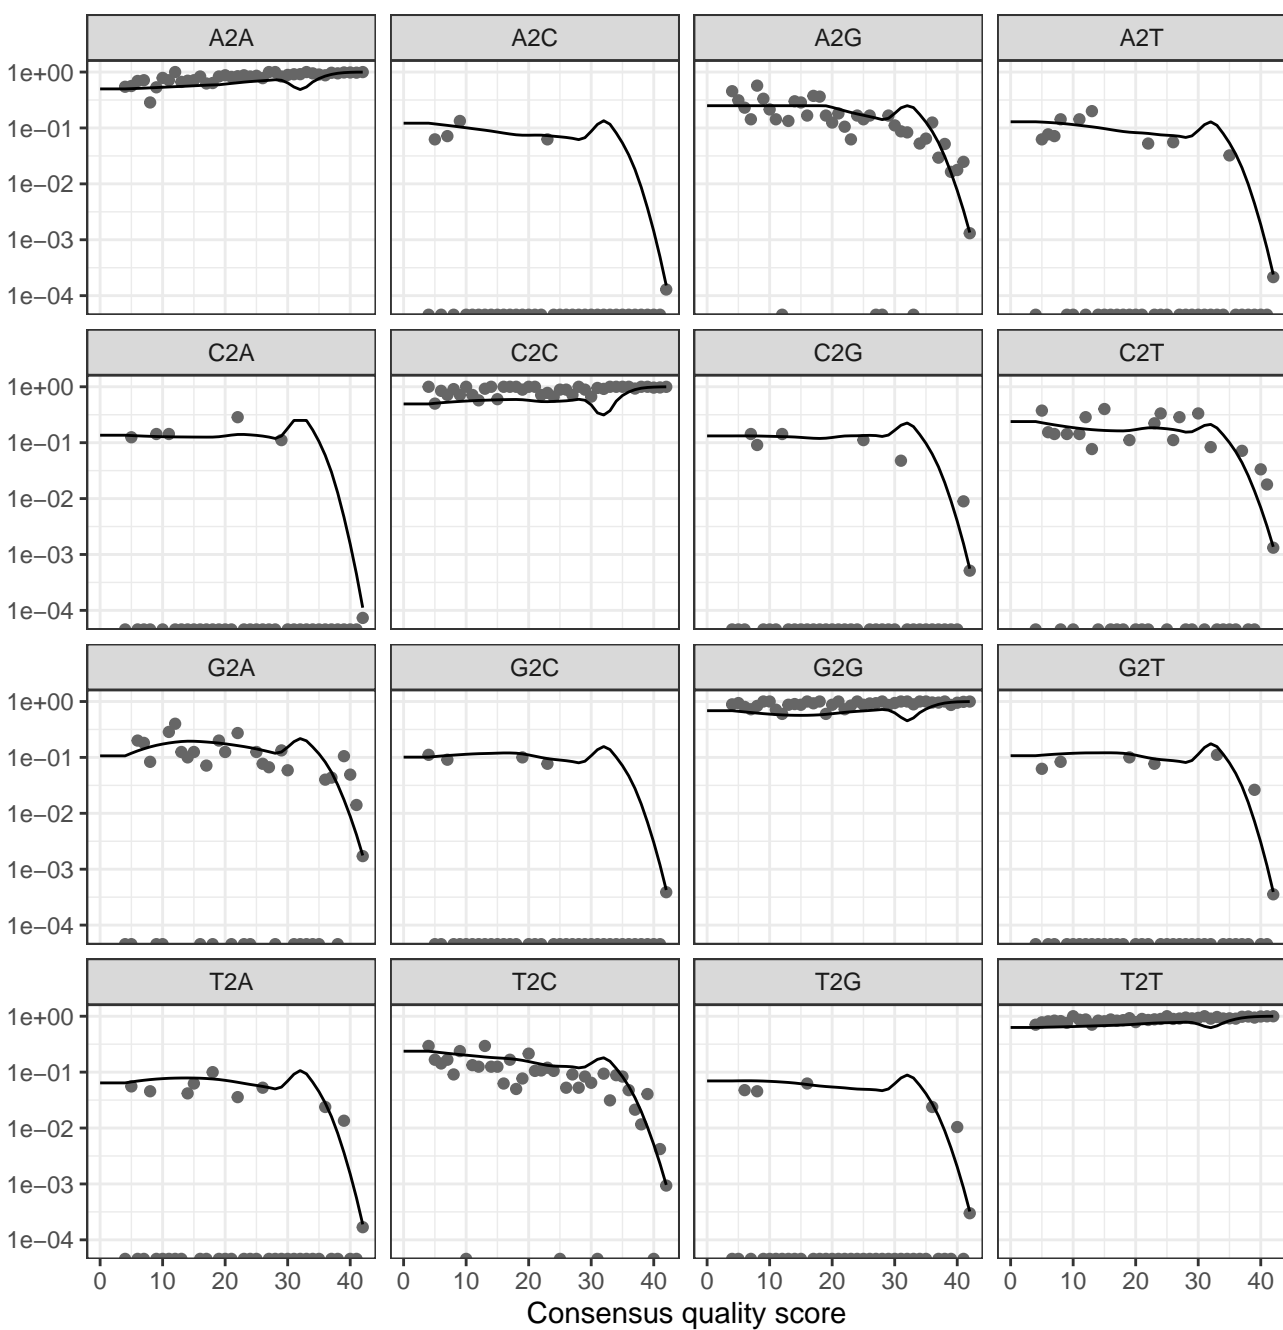 A2A A2C A2G A2T
1e+00
1e−01
1e−02
1e−03
1e−04
C2A C2C C2G C2T
1e+00
1e−01
1e−02
1e−03
1e−04
G2A G2C G2G G2T
1e+00
1e−01
1e−02
1e−03
1e−04
T2A T2C T2G T2T
1e+00
1e−01
1e−02
1e−03
1e−04
0 10 20 30 40 0 10 20 30 40 0 10 20 30 40 0 10 20 30 40
Consensus quality score